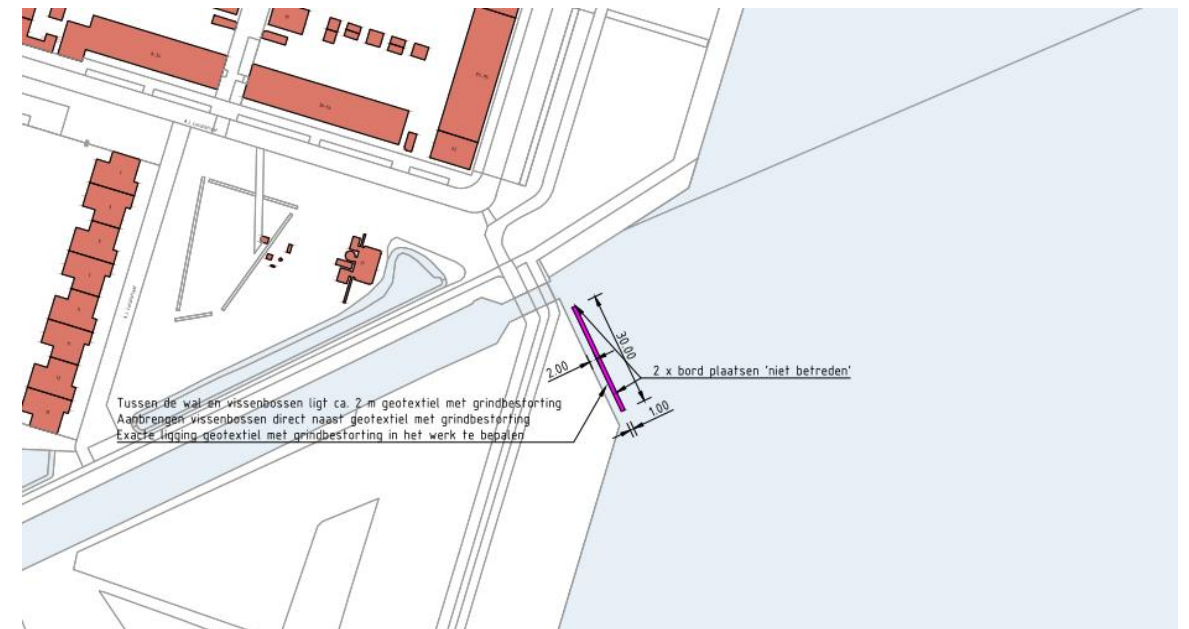 30.00
2.00
2 x bord plaatsen 'niet betreden'
Tussen de wal en vissenbossen ligt ca. 2 m geotextiel met grindbestorting
1.00
Aanbrengen vissenbossen direct naast geotextiel met grindbestorting
Exacte ligging geotextiel met grindbestorting in het werk te bepalen